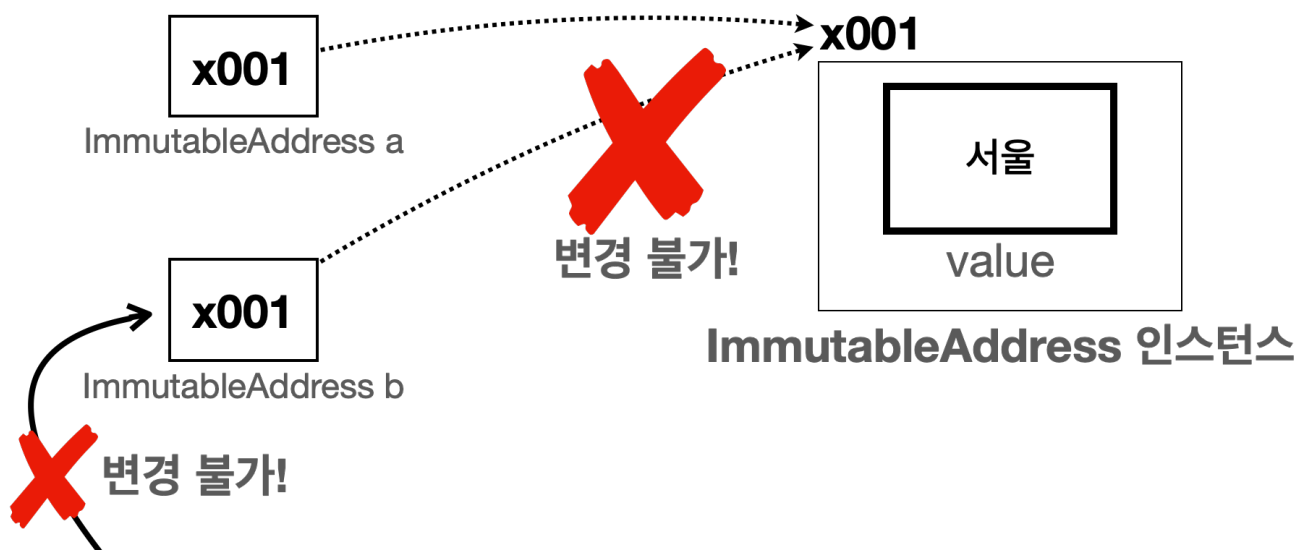 x001
ImmutableAddress a
x001
서울
value
변경 불가!
x001
ImmutableAddress 인스턴스
ImmutableAddress b
변경 불가!